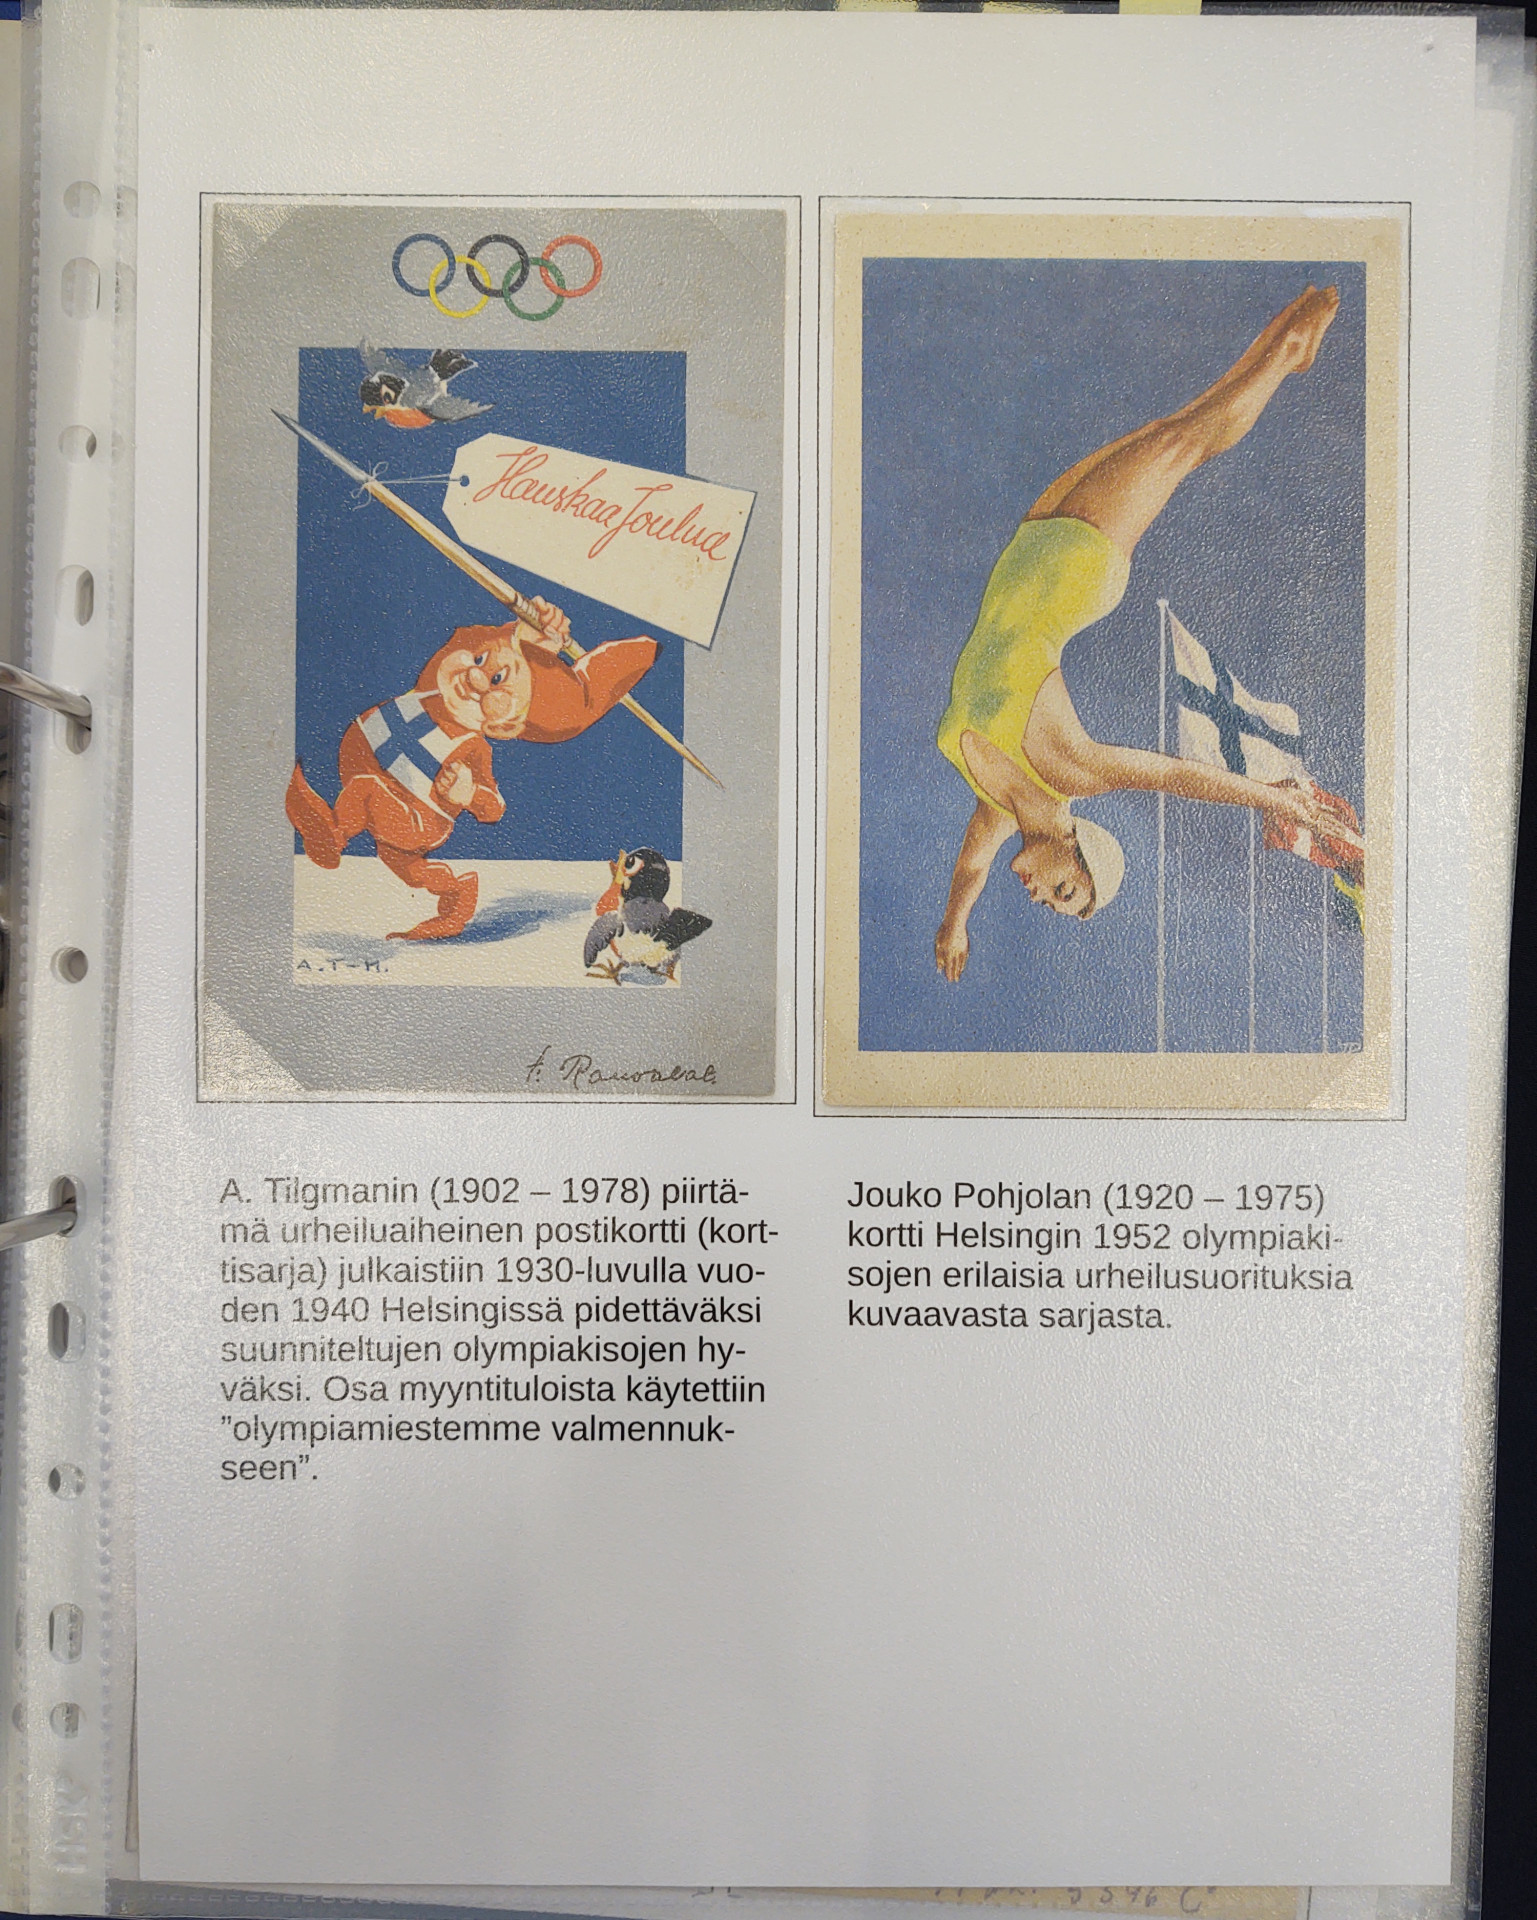 Hauskaa Joulua
A. T-M.
A. Tilgmanin (1902 – 1978) piirtä-
mä urheiluaiheinen postikortti (kort-
tisarja) julkaistiin 1930-luvulla vuo-
den 1940 Helsingissä pidettäväksi
suunniteltujen olympiakisojen hy-
väksi. Osa myyntituloista käytettiin
”olympiamiestemme valmennuk-
seen”.
JP
Jouko Pohjolan (1920 – 1975)
kortti Helsingin 1952 olympiaki-
sojen erilaisia urheilusuorituksia
kuvaavasta sarjasta.